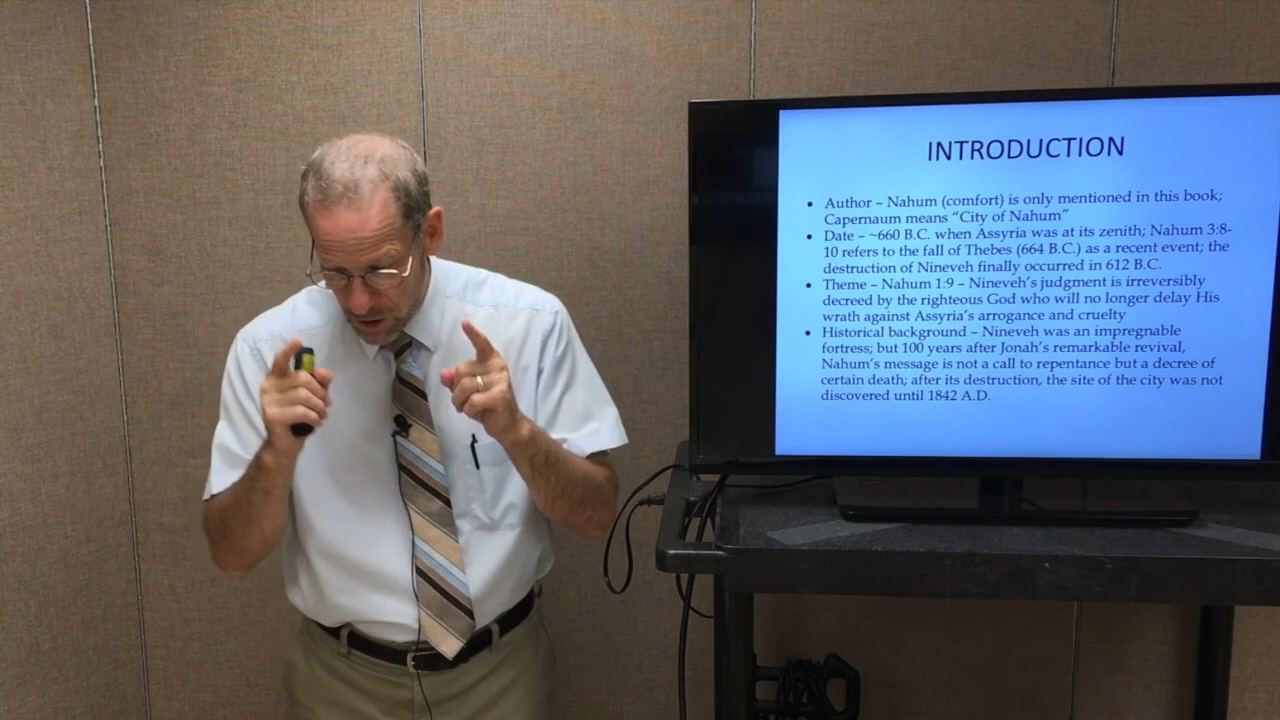 INTRODUCTION
• Author – Nahum (comfort) is only mentioned in this book;
Capernaum means “City of Nahum”
• Date – ~660 B.C. when Assyria was at its zenith; Nahum 3:8-
10 refers to the fall of Thebes (664 B.C.) as a recent event; the
destruction of Nineveh finally occurred in 612 B.C.
• Theme – Nahum 1:9 – Nineveh’s judgment is irreversibly
decreed by the righteous God who will no longer delay His
wrath against Assyria’s arrogance and cruelty
• Historical background – Nineveh was an impregnable
fortress; but 100 years after Jonah’s remarkable revival,
Nahum’s message is not a call to repentance but a decree of
certain death; after its destruction, the site of the city was not
discovered until 1842 A.D.